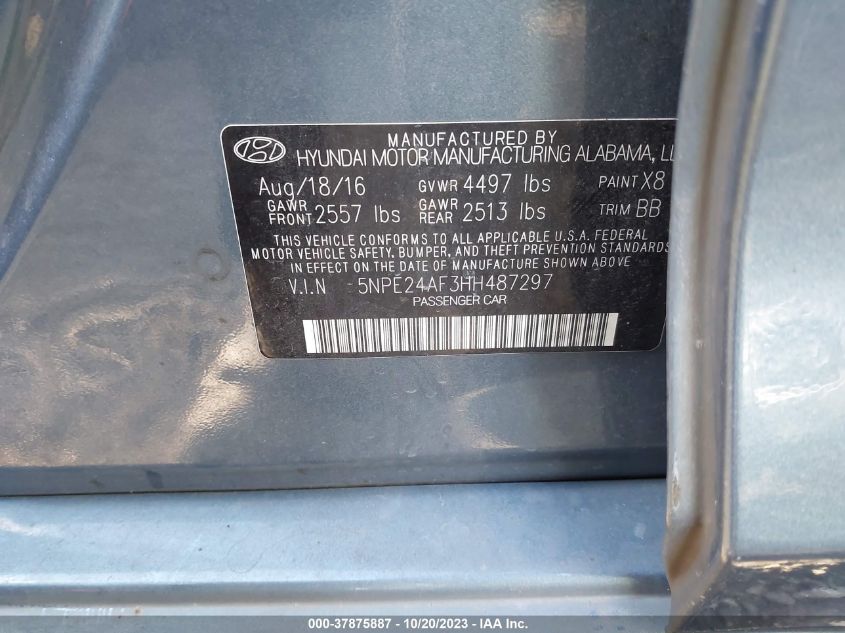 MANUFACTURED BY
HYUNDAI MOTOR MANUFACTURING ALABAMA, LL
Aug/18/16 GVWR 4497 lbs PAINT X8
GAWR FRONT 2557 lbs GAWR REAR 2513 lbs TRIM BB
THIS VEHICLE CONFORMS TO ALL APPLICABLE U.S.A. FEDERAL
MOTOR VEHICLE SAFETY, BUMPER, AND THEFT PREVENTION STANDARDS
IN EFFECT ON THE DATE OF MANUFACTURE SHOWN ABOVE
V.I.N 5NPE24AF3HH487297
PASSENGER CAR
000-37875887 - 10/20/2023 - © IAA Inc.